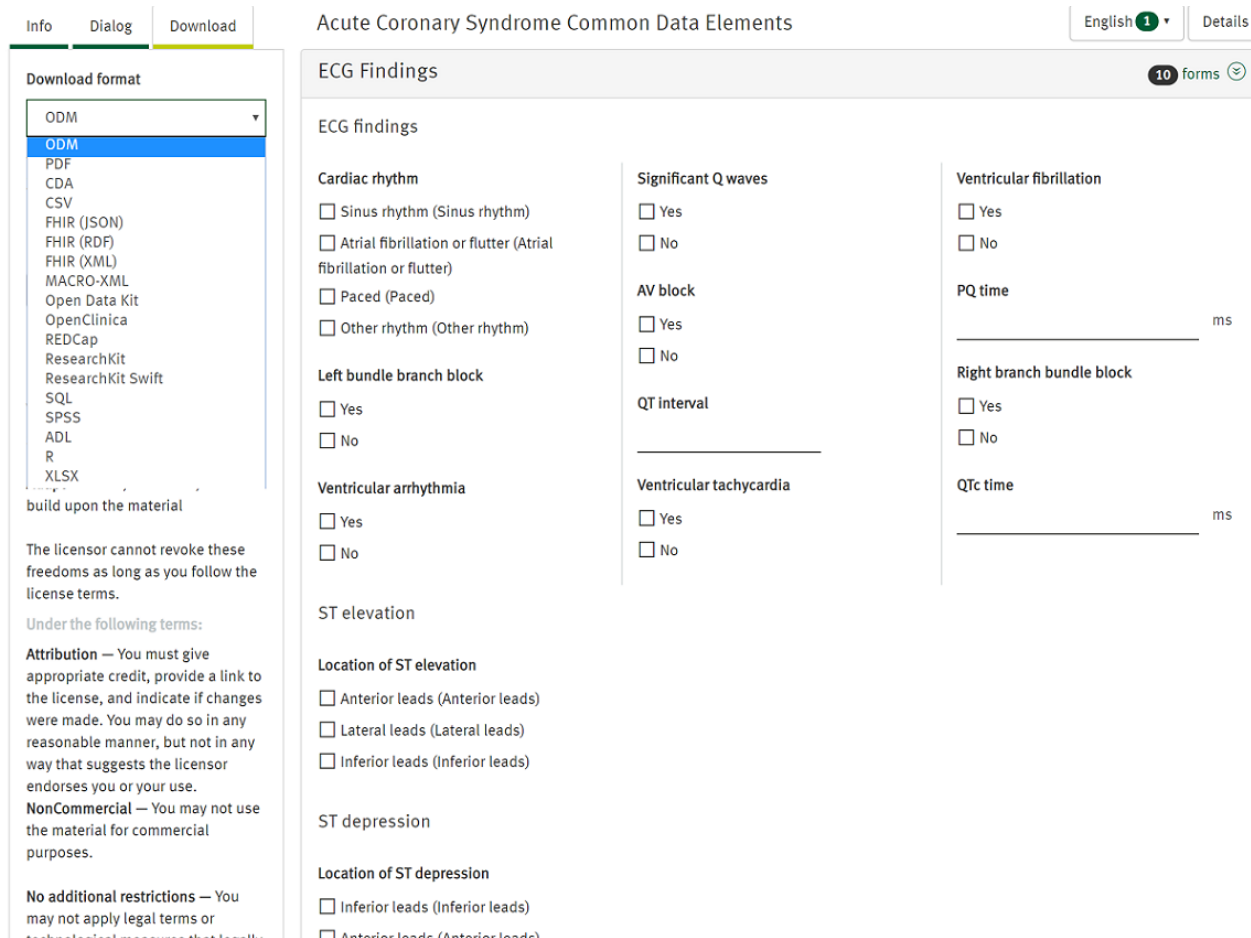 Info Dialog Download
Acute Coronary Syndrome Common Data Elements
English 1 Details
Download format
ODM
ODM
PDF
CDA
CSV
FHIR (JSON)
FHIR (RDF)
FHIR (XML)
MACRO-XML
Open Data Kit
OpenClinica
REDCap
ResearchKit
ResearchKit Swift
SQL
SPSS
ADL
R
XLSX
build upon the material
The licensor cannot revoke these
freedoms as long as you follow the
license terms.
Under the following terms:
Attribution — You must give
appropriate credit, provide a link to
the license, and indicate if changes
were made. You may do so in any
reasonable manner, but not in any
way that suggests the licensor
endorses you or your use.
NonCommercial — You may not use
the material for commercial
purposes.
No additional restrictions — You
may not apply legal terms or
technological measures that legally
ECG Findings
10 forms
ECG findings
Cardiac rhythm
Sinus rhythm (Sinus rhythm)
Atrial fibrillation or flutter (Atrial
fibrillation or flutter)
Paced (Paced)
Other rhythm (Other rhythm)
Left bundle branch block
Yes
No
Ventricular arrhythmia
Yes
No
Significant Q waves
Yes
No
AV block
Yes
No
QT interval
Ventricular tachycardia
Yes
No
Ventricular fibrillation
Yes
No
PQ time
ms
Right branch bundle block
Yes
No
QTc time
ms
ST elevation
Location of ST elevation
Anterior leads (Anterior leads)
Lateral leads (Lateral leads)
Inferior leads (Inferior leads)
ST depression
Location of ST depression
Inferior leads (Inferior leads)
Anterior leads (Anterior leads)